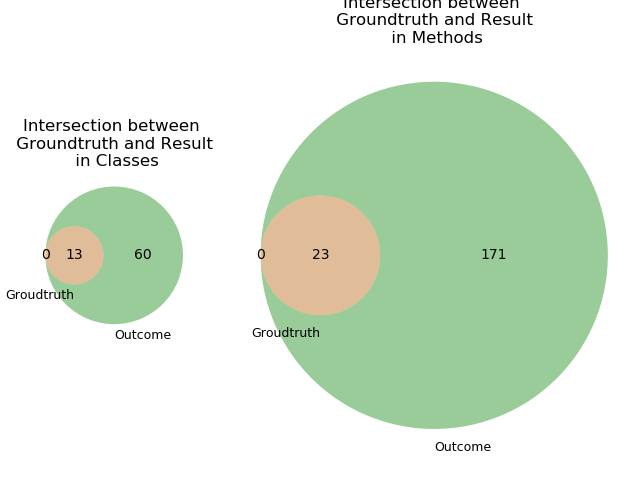 Intersection between
Groundtruth and Result
in Methods
Intersection between
Groundtruth and Result
in Classes
0 13 60
Groudtruth
Outcome
0 23 171
Groudtruth
Outcome